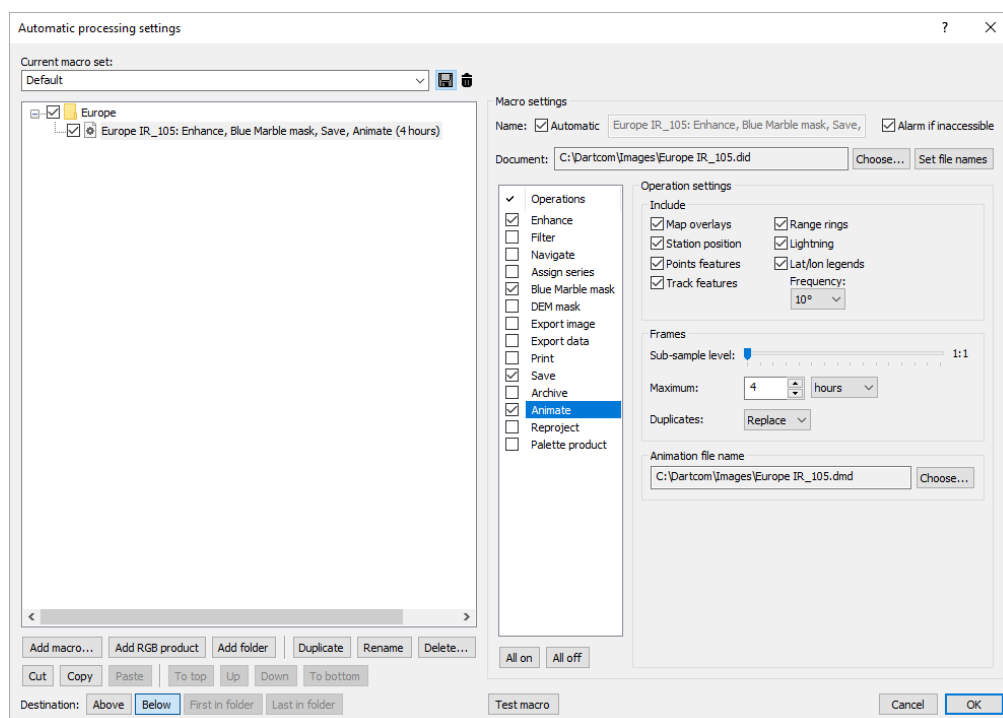 Automatic processing settings
?
Current macro set:
Default
Europe
Europe IR_105: Enhance, Blue Marble mask, Save, Animate (4 hours)
Add macro... Add RGB product Add folder Duplicate Rename Delete...
Cut Copy Paste To top Up Down To bottom
Destination: Above Below First in folder Last in folder
Macro settings
Name: Automatic Europe IR_105: Enhance, Blue Marble mask, Save, Alarm if inaccessible
Document: C:\Dartcom\Images\Europe IR_105.did Choose... Set file names
Operations
Enhance
Filter
Navigate
Assign series
Blue Marble mask
DEM mask
Export image
Export data
Print
Save
Archive
Animate
Reproject
Palette product
All on All off
Operation settings
Include
Map overlays Range rings
Station position Lightning
Points features Lat/lon legends
Track features Frequency:
10°
Frames
Sub-sample level: 1:1
Maximum: 4 hours
Duplicates: Replace
Animation file name
C:\Dartcom\Images\Europe IR_105.dmd Choose...
Test macro Cancel OK